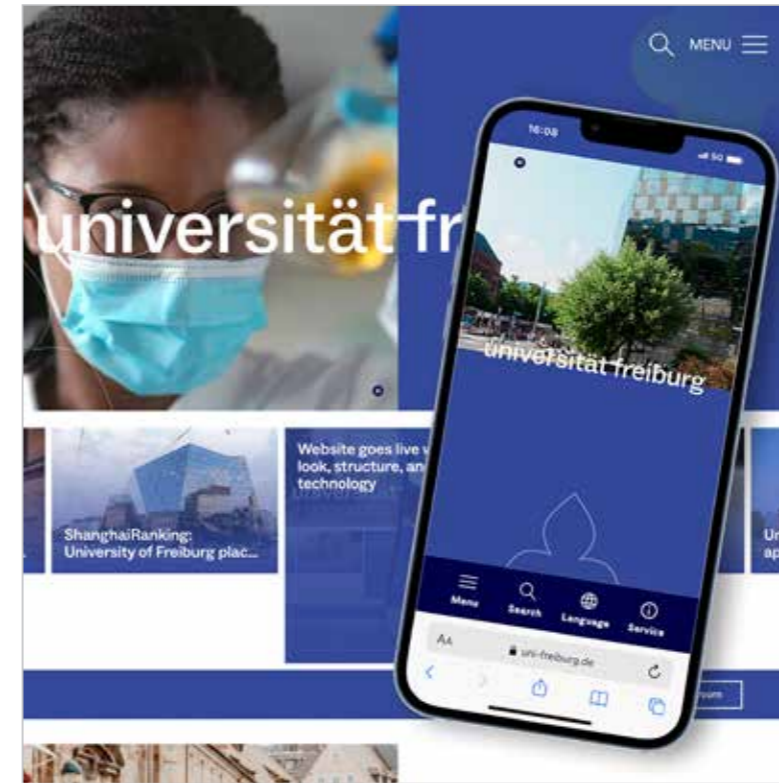 MENU
universität fr
16:08
5G
universität freiburg
ShanghaiRanking:
University of Freiburg plac...
Website goes live
look, structure, an
technology
Menu
Search
Language
Service
AA
uni-freiburg.de